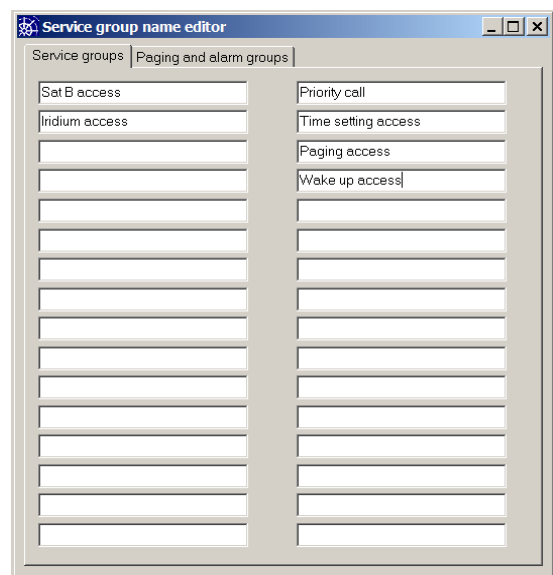 Service group name editor
Service groups
Paging and alarm groups
Sat B access
Priority call
Iridium access
Time setting access
Paging access
Wake up access